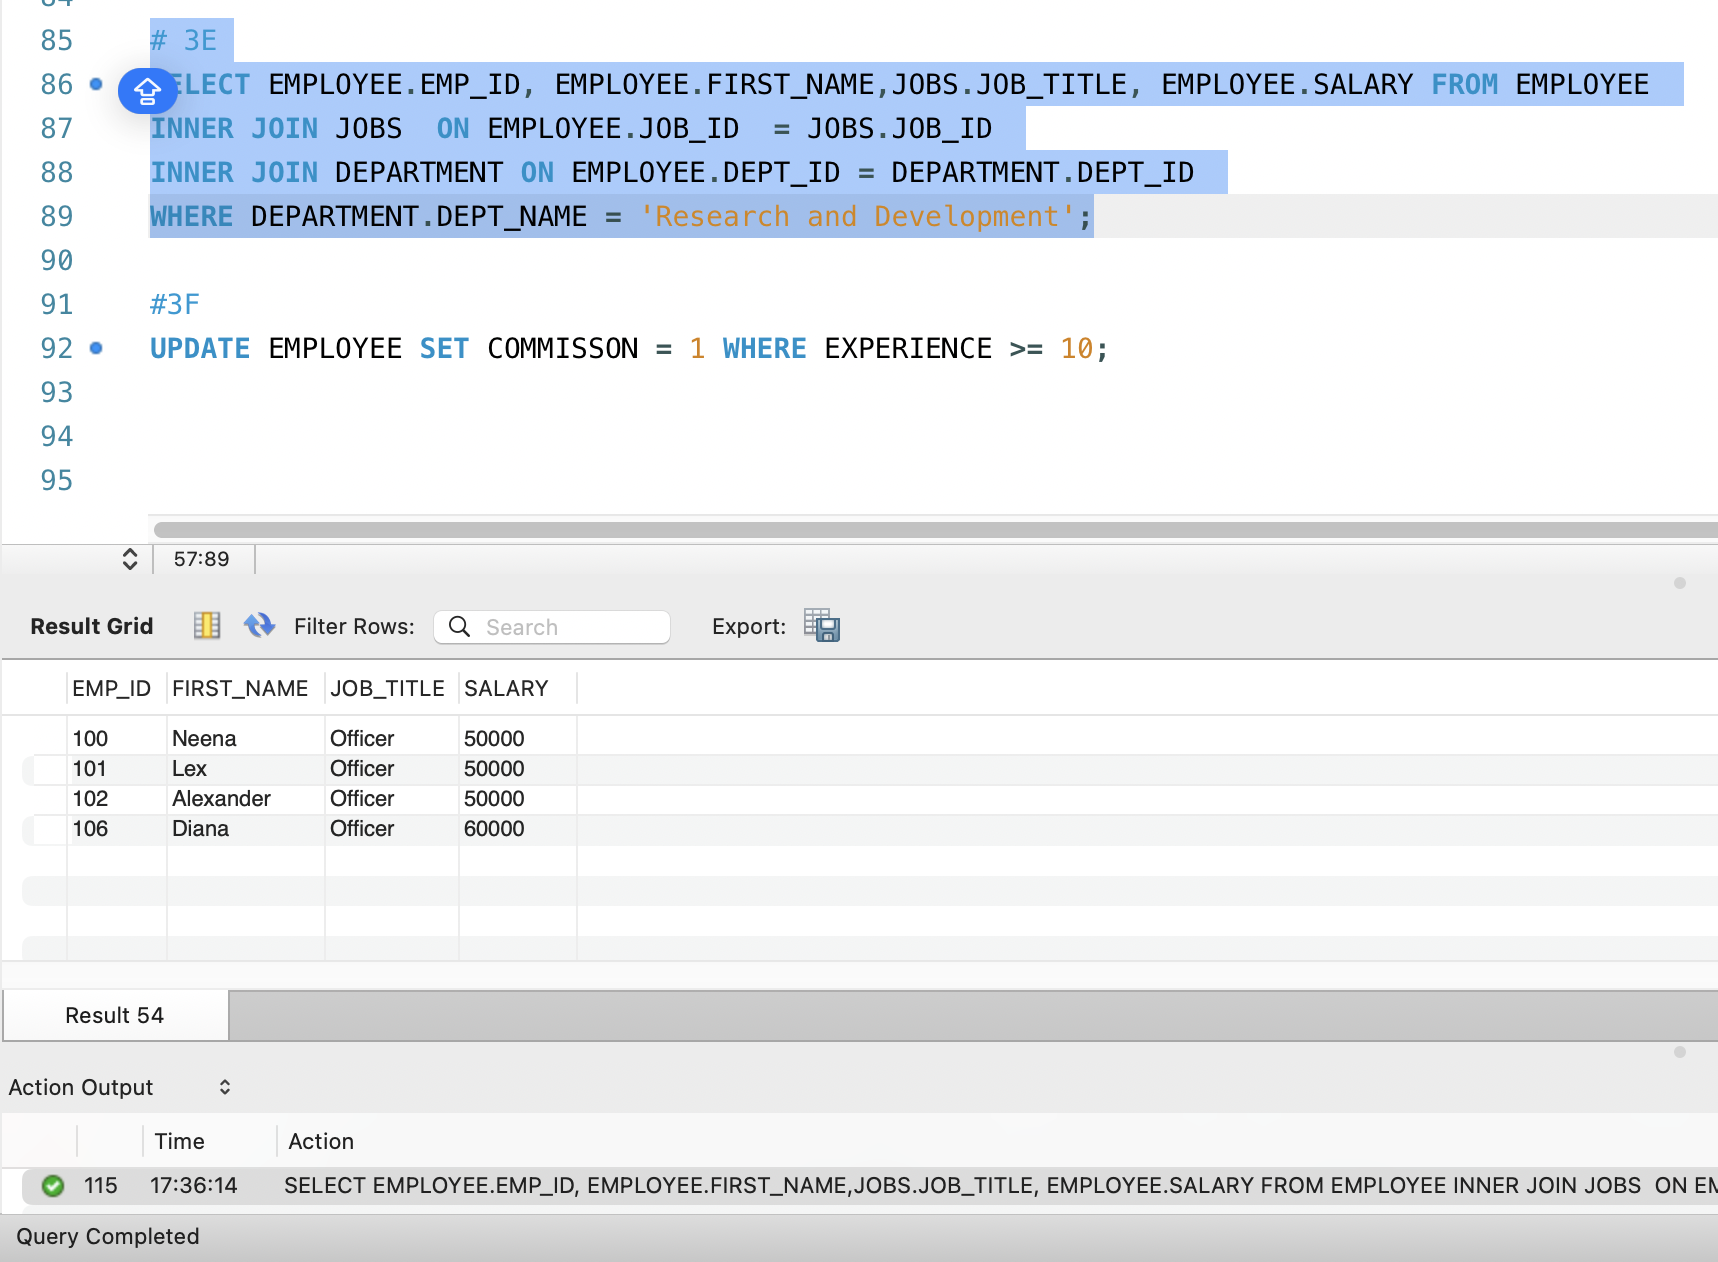 84
85 # 3E
86 ELECT EMPLOYEE.EMP_ID, EMPLOYEE.FIRST_NAME,JOBS.JOB_TITLE, EMPLOYEE.SALARY FROM EMPLOYEE
87 INNER JOIN JOBS  ON EMPLOYEE.JOB_ID  = JOBS.JOB_ID
88 INNER JOIN DEPARTMENT ON EMPLOYEE.DEPT_ID = DEPARTMENT.DEPT_ID
89 WHERE DEPARTMENT.DEPT_NAME = 'Research and Development';
90
91 #3F
92 UPDATE EMPLOYEE SET COMMISSON = 1 WHERE EXPERIENCE >= 10;
93
94
95
57:89
Result Grid Filter Rows: Search Export:
EMP_ID FIRST_NAME JOB_TITLE SALARY
100 Neena Officer 50000
101 Lex Officer 50000
102 Alexander Officer 50000
106 Diana Officer 60000
Result 54
Action Output
Time Action
115 17:36:14 SELECT EMPLOYEE.EMP_ID, EMPLOYEE.FIRST_NAME,JOBS.JOB_TITLE, EMPLOYEE.SALARY FROM EMPLOYEE INNER JOIN JOBS  ON EM
Query Completed